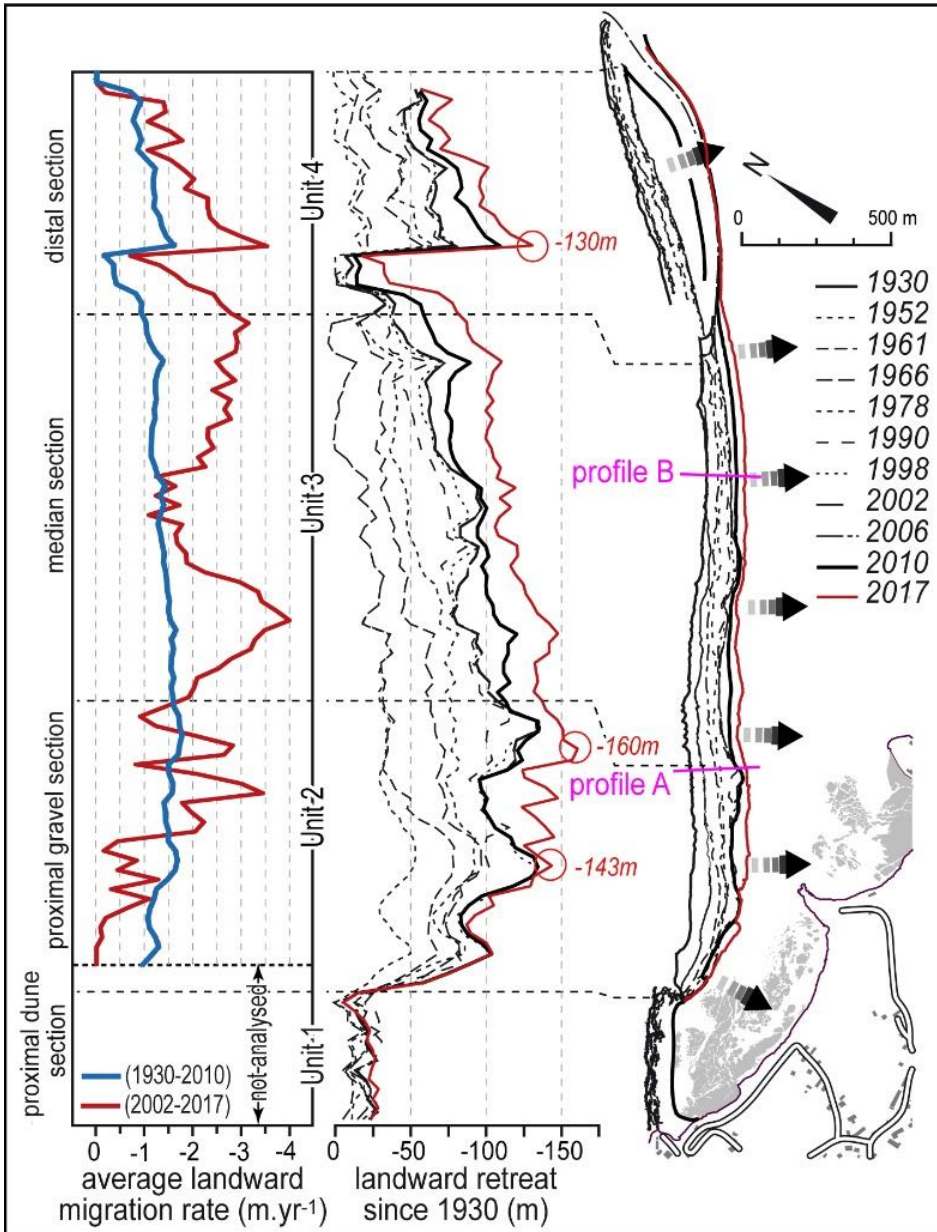 distal section
median section
proximal gravel section
proximal dune
section
(1930-2010)
(2002-2017)
not analysed
0 -1 -2 -3 -4
average landward
migration rate (m.yr-1)
Unit-4
Unit-3
Unit-2
Unit-1
-130m
-160m
-143m
0 -50 -100 -150
landward retreat
since 1930 (m)
N
0 500 m
profile B
profile A
1930
1952
1961
1966
1978
1990
1998
2002
2006
2010
2017